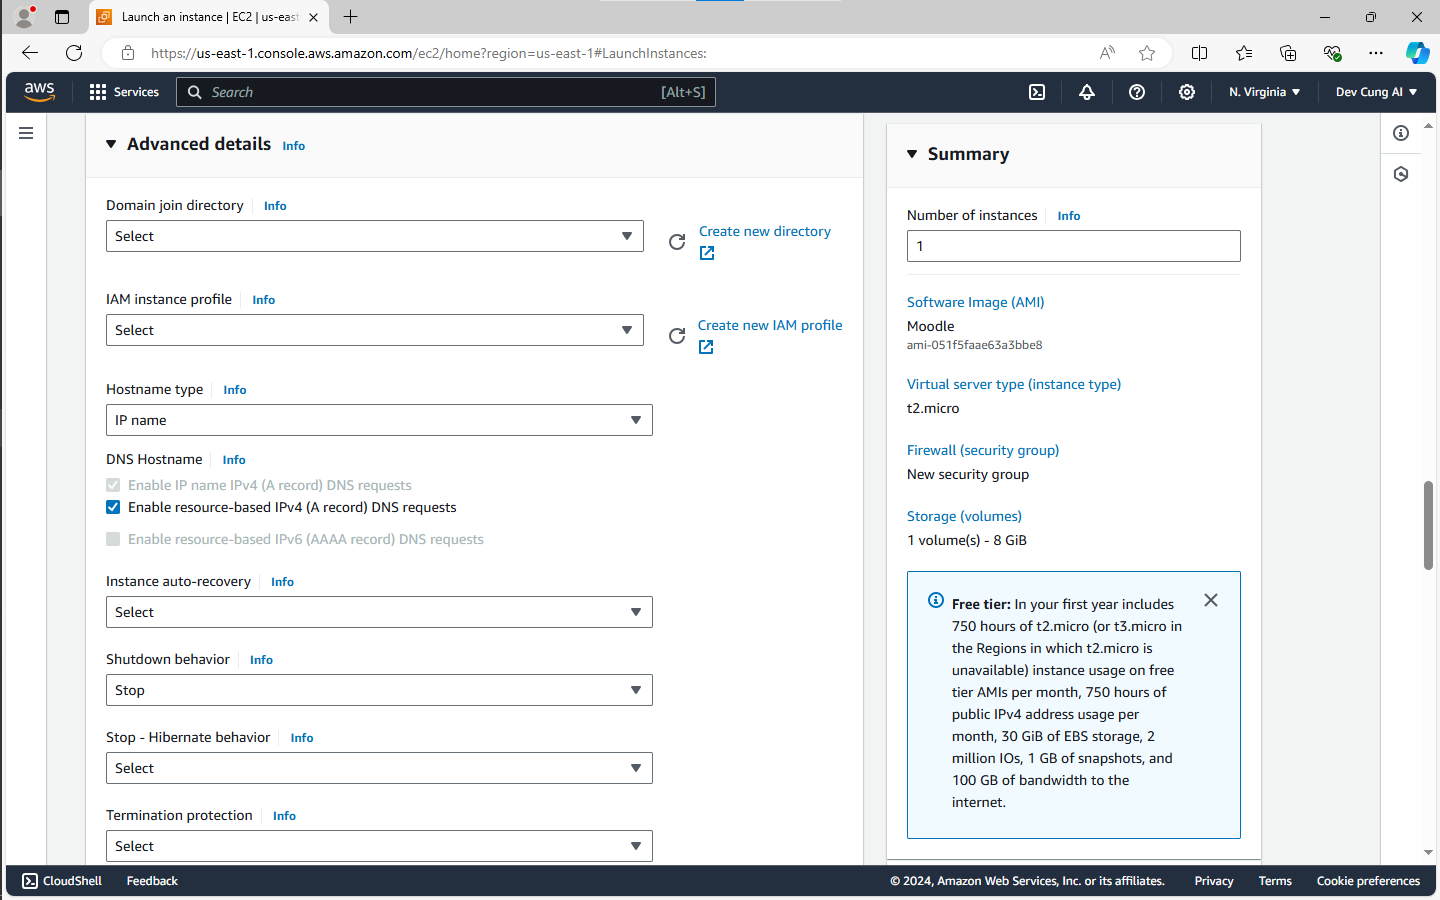 Launch an instance | EC2 | us-eas
https://us-east-1.console.aws.amazon.com/ec2/home?region=us-east-1#LaunchInstances:
aws
Services
Search
[Alt+S]
N. Virginia
Dev Cung AI
Advanced details Info
Domain join directory Info
Select
Create new directory
IAM instance profile Info
Select
Create new IAM profile
Hostname type Info
IP name
DNS Hostname Info
Enable IP name IPv4 (A record) DNS requests
Enable resource-based IPv4 (A record) DNS requests
Enable resource-based IPv6 (AAAA record) DNS requests
Instance auto-recovery Info
Select
Shutdown behavior Info
Stop
Stop - Hibernate behavior Info
Select
Termination protection Info
Select
Summary
Number of instances Info
1
Software Image (AMI)
Moodle
ami-051f5faae63a3bbe8
Virtual server type (instance type)
t2.micro
Firewall (security group)
New security group
Storage (volumes)
1 volume(s) - 8 GiB
Free tier: In your first year includes
750 hours of t2.micro (or t3.micro in
the Regions in which t2.micro is
unavailable) instance usage on free
tier AMIs per month, 750 hours of
public IPv4 address usage per
month, 30 GiB of EBS storage, 2
million IOs, 1 GB of snapshots, and
100 GB of bandwidth to the
internet.
CloudShell
Feedback
© 2024, Amazon Web Services, Inc. or its affiliates.
Privacy
Terms
Cookie preferences